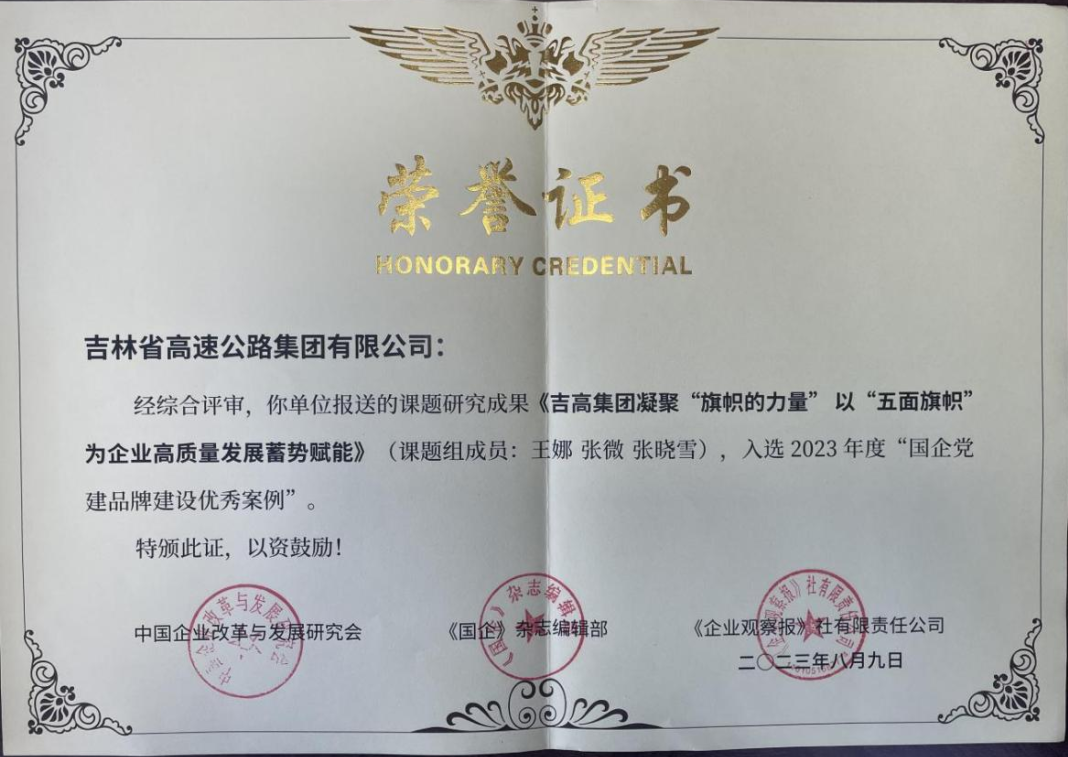 荣誉证书
HONORARY CREDENTIAL
吉林省高速公路集团有限公司：
经综合评审，你单位报送的课题研究成果《吉高集团凝聚“旗帜的力量” 以“五面旗帜”
为企业高质量发展蓄势赋能》（课题组成员：王娜 张微 张晓雪），入选 2023 年度“国企党
建品牌建设优秀案例”。
特颁此证，以资鼓励！
中国企业改革与发展研究会
《国企》杂志编辑部
《企业观察报》社有限责任公司
二〇二三年八月九日